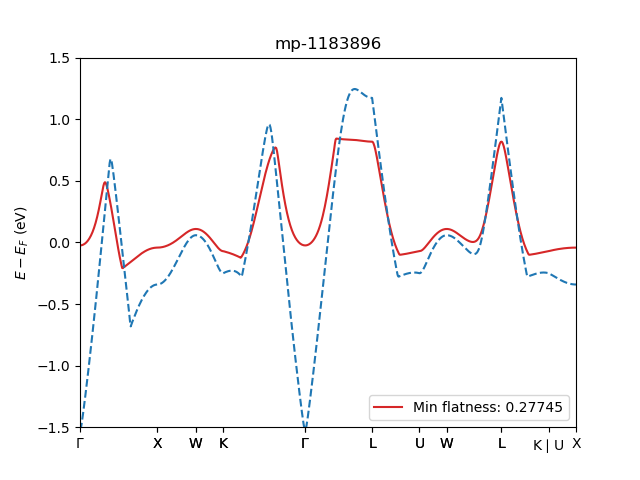 mp-1183896
E − E_F (eV)
1.5
1.0
0.5
0.0
−0.5
−1.0
−1.5
Min flatness: 0.27745
Γ X W K Γ L U W L K | U X